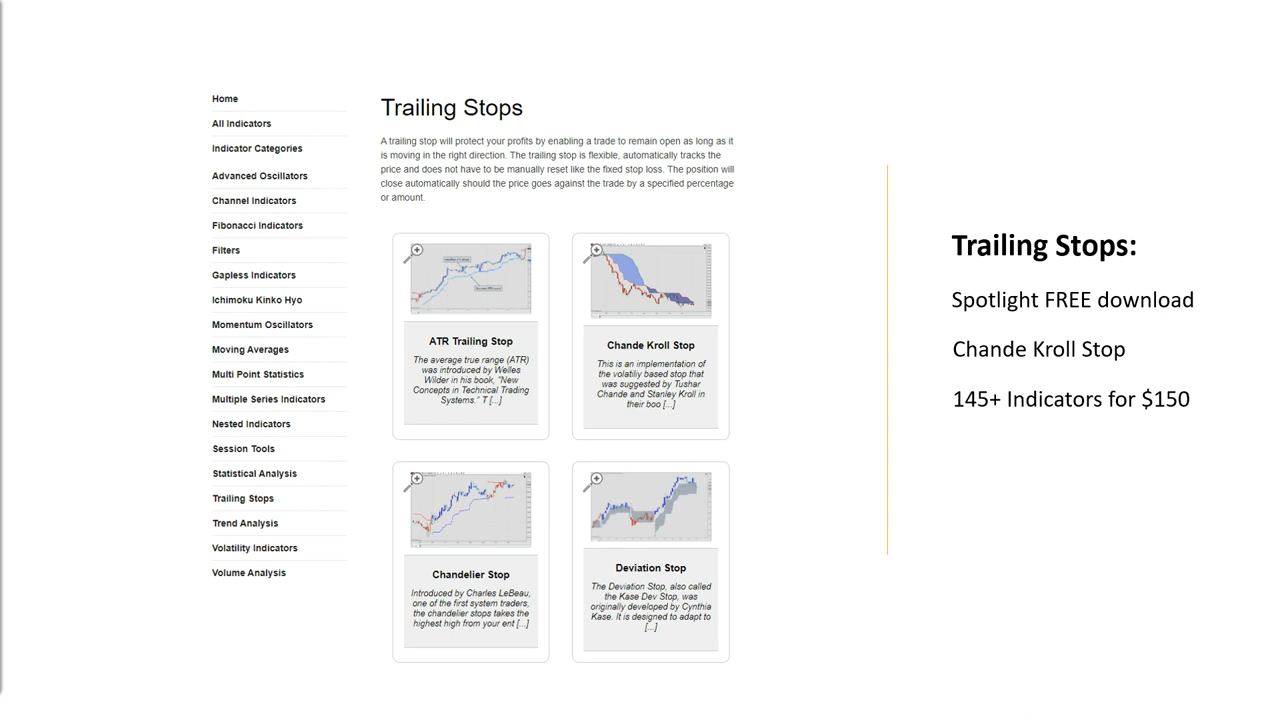 Home
All Indicators
Indicator Categories
Advanced Oscillators
Channel Indicators
Fibonacci Indicators
Filters
Gapless Indicators
Ichimoku Kinko Hyo
Momentum Oscillators
Moving Averages
Multi Point Statistics
Multiple Series Indicators
Nested Indicators
Session Tools
Statistical Analysis
Trailing Stops
Trend Analysis
Volatility Indicators
Volume Analysis
Trailing Stops
A trailing stop will protect your profits by enabling a trade to remain open as long as it
is moving in the right direction. The trailing stop is flexible, automatically tracks the
price and does not have to be manually reset like the fixed stop loss. The position will
close automatically should the price goes against the trade by a specified percentage
or amount.
ATR Trailing Stop
The average true range (ATR)
was introduced by Welles
Wilder in his book, "New
Concepts in Technical Trading
Systems." T [...]
Chande Kroll Stop
This is an implementation of
the volatiliy based stop that
was suggested by Tushar
Chande and Stanley Kroll in
their boo [...]
Chandelier Stop
Introduced by Charles LeBeau,
one of the first system traders,
the chandelier stops takes the
highest high from your ent [...]
Deviation Stop
The Deviation Stop, also called
the Kase Dev Stop, was
originally developed by Cynthia
Kase. It is designed to adapt to
[...]
Trailing Stops:
Spotlight FREE download
Chande Kroll Stop
145+ Indicators for $150